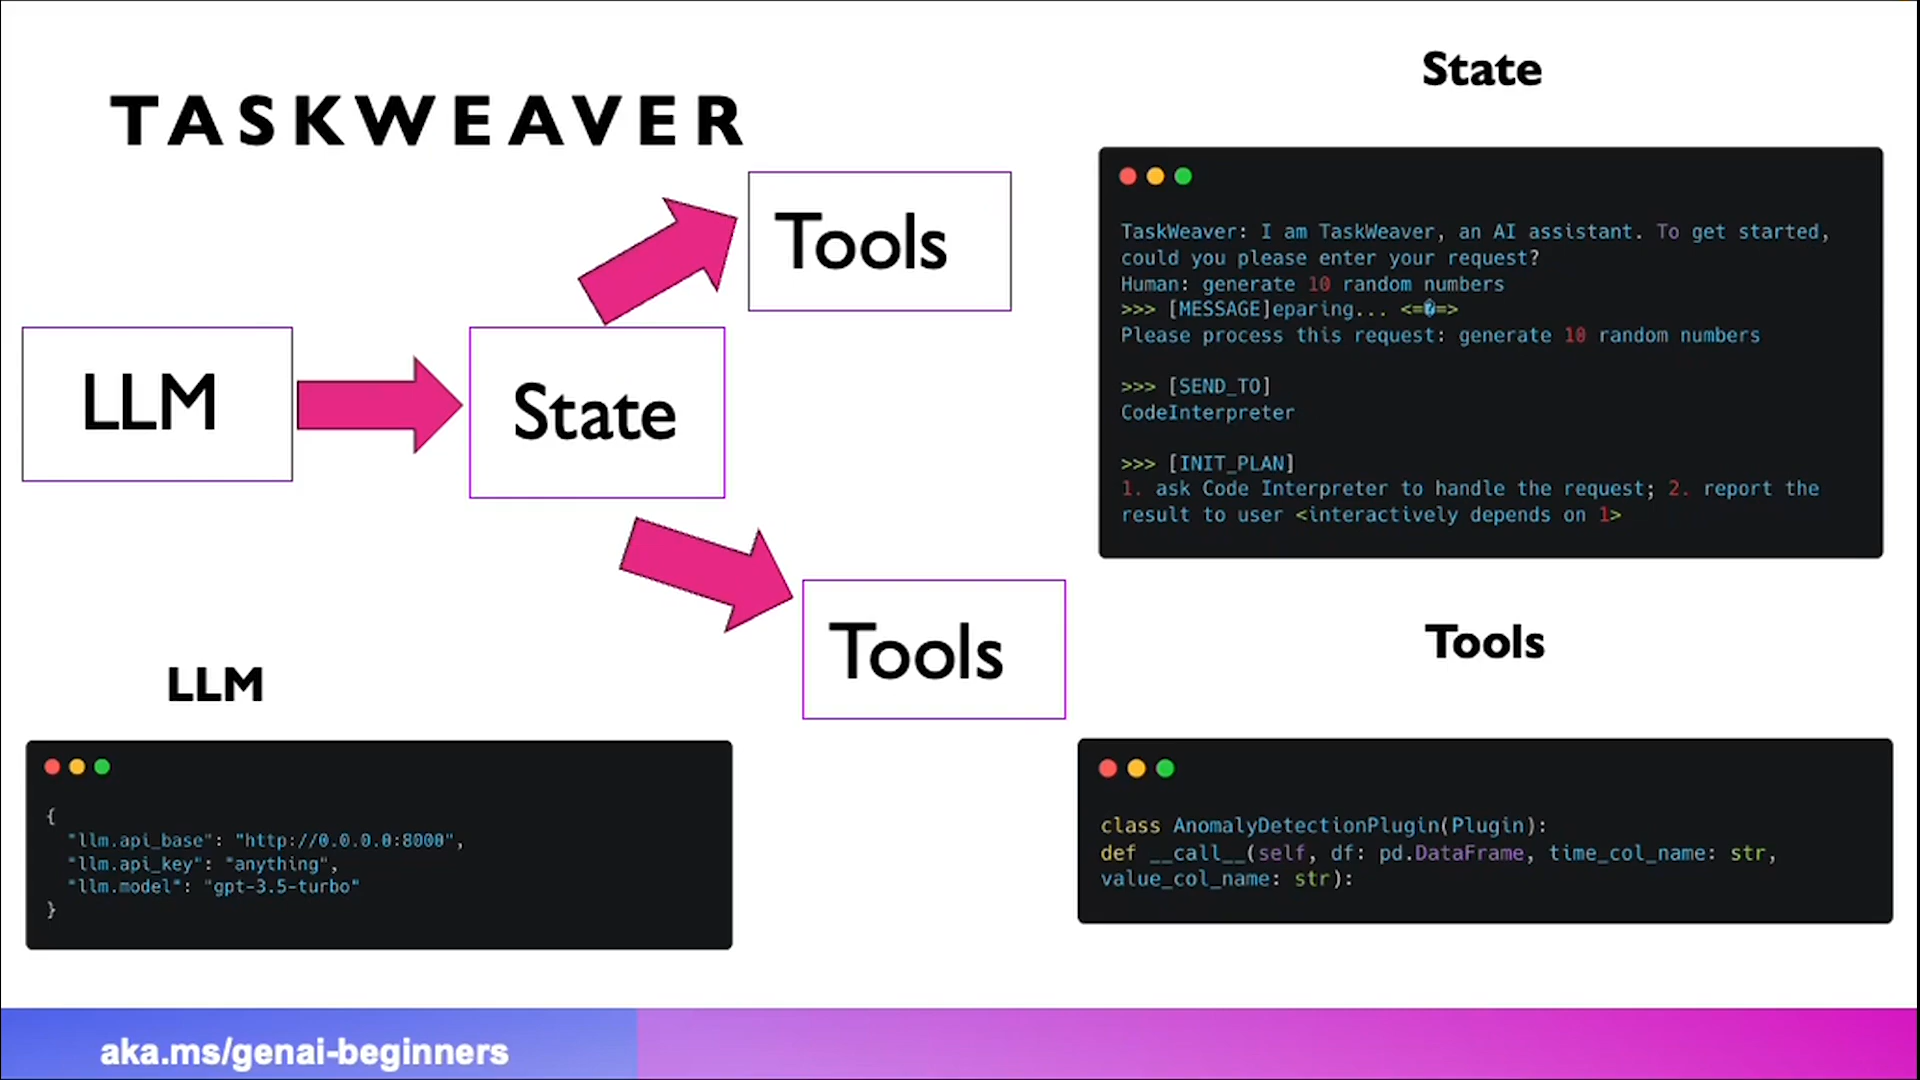 TASKWEAVER
LLM
State
Tools
Tools
State
TaskWeaver: I am TaskWeaver, an AI assistant. To get started,
could you please enter your request?
Human: generate 10 random numbers
>>> [MESSAGE]eparing... <=�=>
Please process this request: generate 10 random numbers
>>> [SEND_TO]
CodeInterpreter
>>> [INIT_PLAN]
1. ask Code Interpreter to handle the request; 2. report the
result to user <interactively depends on 1>
LLM
{
"llm.api_base": "http://0.0.0.0:8000",
"llm.api_key": "anything",
"llm.model": "gpt-3.5-turbo"
}
Tools
class AnomalyDetectionPlugin(Plugin):
def __call__(self, df: pd.DataFrame, time_col_name: str,
value_col_name: str):
aka.ms/genai-beginners